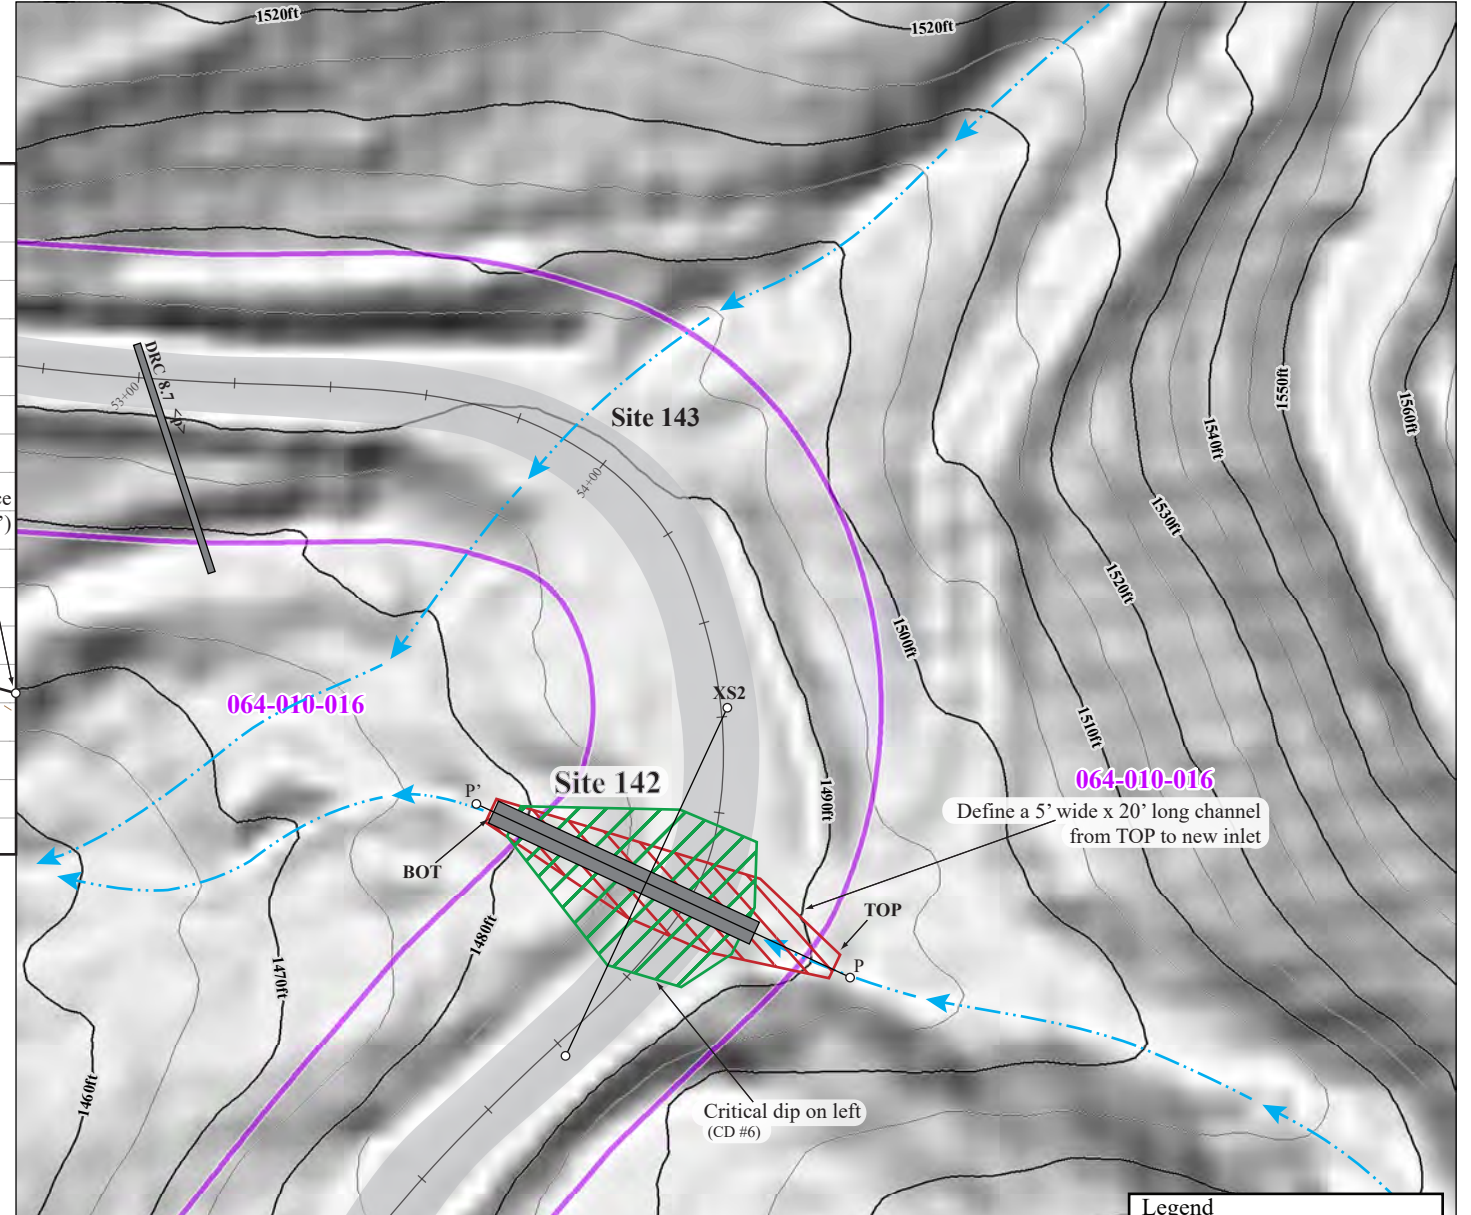 1520ft
1520ft
DRC 8.7 <p>
53+00
Site 143
54+00
1550ft
1560ft
1540ft
1530ft
1520ft
1500ft
XS2
064-010-016
1510ft
064-010-016
Site 142
P'
1490ft
Define a 5' wide x 20' long channel
from TOP to new inlet
BOT
TOP
P
1480ft
1470ft
1460ft
Critical dip on left
(CD #6)
Legend